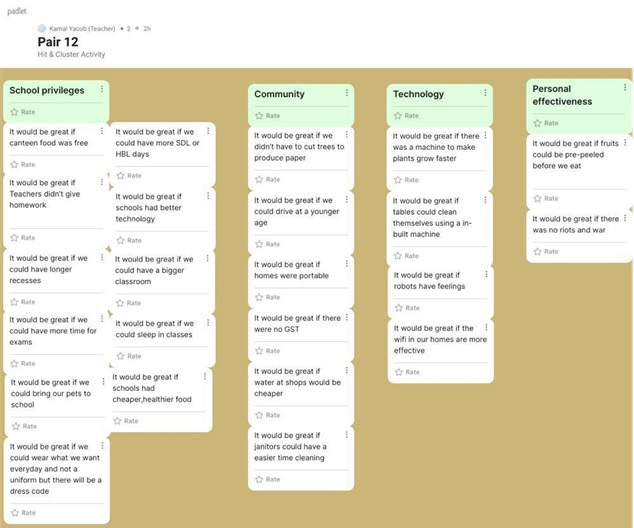 padlet
Kamal Yacob (Teacher) 2 2h
Pair 12
Hit & Cluster Activity
School privileges
Rate
It would be great if
canteen food was free
Rate
It would be great if
Teachers didn't give
homework
Rate
It would be great if we
could have longer
recesses
Rate
It would be great if we
could have more time for
exams
Rate
It would be great if we
could bring our pets to
school
Rate
It would be great if we
could wear what we want
everyday and not a
uniform but there will be a
dress code
Rate
It would be great if we
could have more SDL or
HBL days
Rate
It would be great if
schools had better
technology
Rate
It would be great if we
could have a bigger
classroom
Rate
It would be great if we
could sleep in classes
Rate
It would be great if
schools had
cheaper,healthier food
Rate
Community
Rate
It would be great if we
didn't have to cut trees to
produce paper
Rate
It would be great if we
could drive at a younger
age
Rate
It would be great if
homes were portable
Rate
It would be great if there
were no GST
Rate
It would be great if
water at shops would be
cheaper
Rate
It would be great if
janitors could have a
easier time cleaning
Rate
Technology
Rate
It would be great if there
was a machine to make
plants grow faster
Rate
It would be great if
tables could clean
themselves using a in-
built machine
Rate
It would be great if
robots have feelings
Rate
It would be great if the
wifi in our homes are more
effective
Rate
Personal
effectiveness
Rate
It would be great if fruits
could be pre-peeled
before we eat
Rate
It would be great if there
was no riots and war
Rate